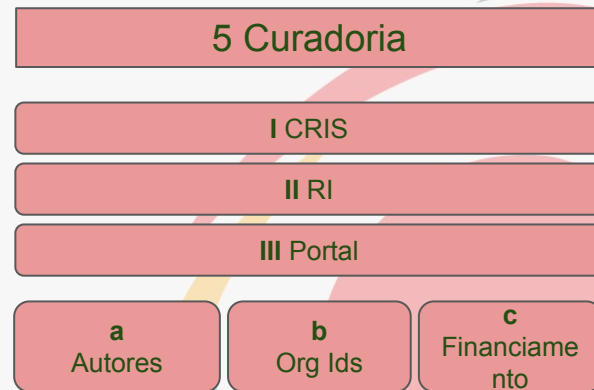 5 Curadoria
I CRIS
II RI
III Portal
a
Autores
b
Org Ids
c
Financiame
nto